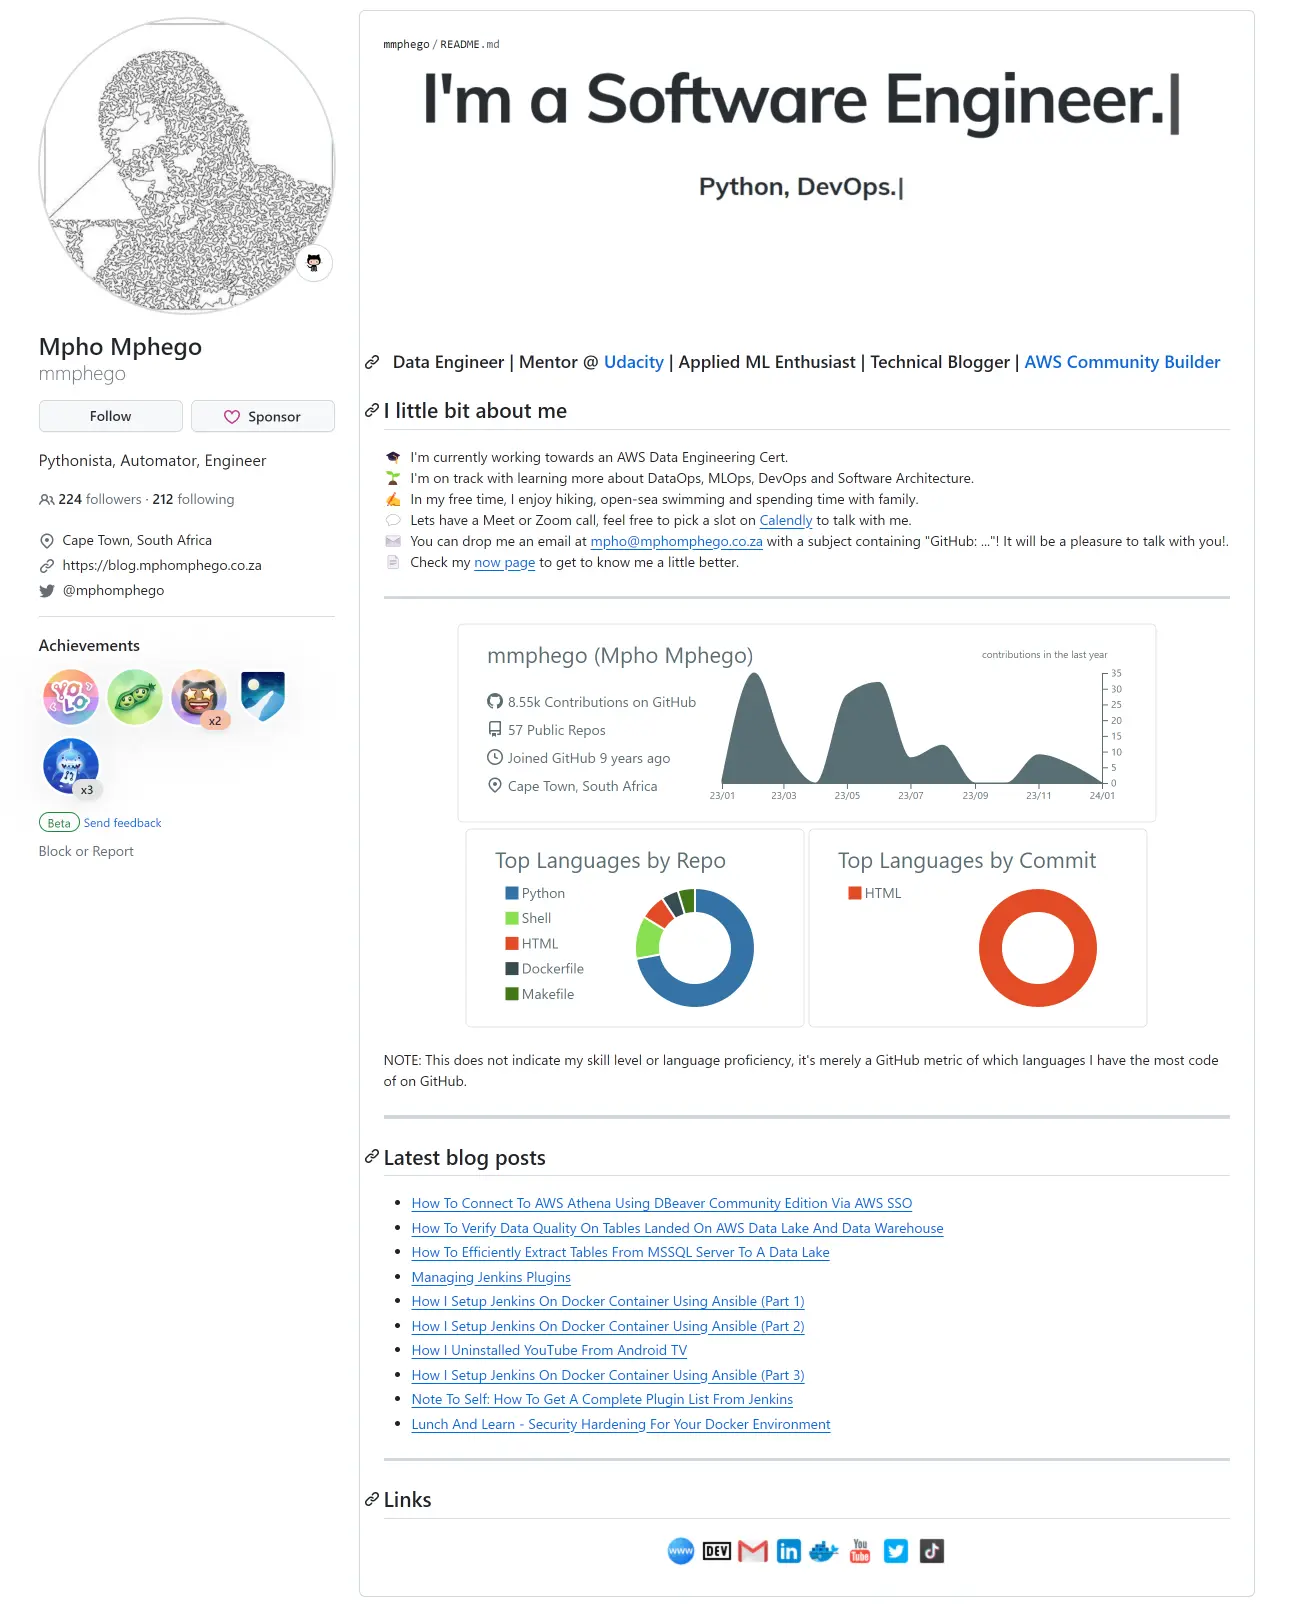 Mpho Mphego
mmphego
Follow
Sponsor
Pythonista, Automator, Engineer
224 followers · 212 following
Cape Town, South Africa
https://blog.mphomphego.co.za
@mphomphego
Achievements
YOLO
x2
x3
Beta Send feedback
Block or Report
mmphego / README.md
I'm a Software Engineer.|
Python, DevOps.|
Data Engineer | Mentor @ Udacity | Applied ML Enthusiast | Technical Blogger | AWS Community Builder
I little bit about me
I'm currently working towards an AWS Data Engineering Cert.
I'm on track with learning more about DataOps, MLOps, DevOps and Software Architecture.
In my free time, I enjoy hiking, open-sea swimming and spending time with family.
Lets have a Meet or Zoom call, feel free to pick a slot on Calendly to talk with me.
You can drop me an email at mpho@mphomphego.co.za with a subject containing "GitHub: ..."! It will be a pleasure to talk with you!.
Check my now page to get to know me a little better.
mmphego (Mpho Mphego)
8.55k Contributions on GitHub
57 Public Repos
Joined GitHub 9 years ago
Cape Town, South Africa
contributions in the last year
35
30
25
20
15
10
5
0
23/01 23/03 23/05 23/07 23/09 23/11 24/01
Top Languages by Repo
Python
Shell
HTML
Dockerfile
Makefile
Top Languages by Commit
HTML
NOTE: This does not indicate my skill level or language proficiency, it's merely a GitHub metric of which languages I have the most code
of on GitHub.
Latest blog posts
How To Connect To AWS Athena Using DBeaver Community Edition Via AWS SSO
How To Verify Data Quality On Tables Landed On AWS Data Lake And Data Warehouse
How To Efficiently Extract Tables From MSSQL Server To A Data Lake
Managing Jenkins Plugins
How I Setup Jenkins On Docker Container Using Ansible (Part 1)
How I Setup Jenkins On Docker Container Using Ansible (Part 2)
How I Uninstalled YouTube From Android TV
How I Setup Jenkins On Docker Container Using Ansible (Part 3)
Note To Self: How To Get A Complete Plugin List From Jenkins
Lunch And Learn - Security Hardening For Your Docker Environment
Links
www DEV in You Tube